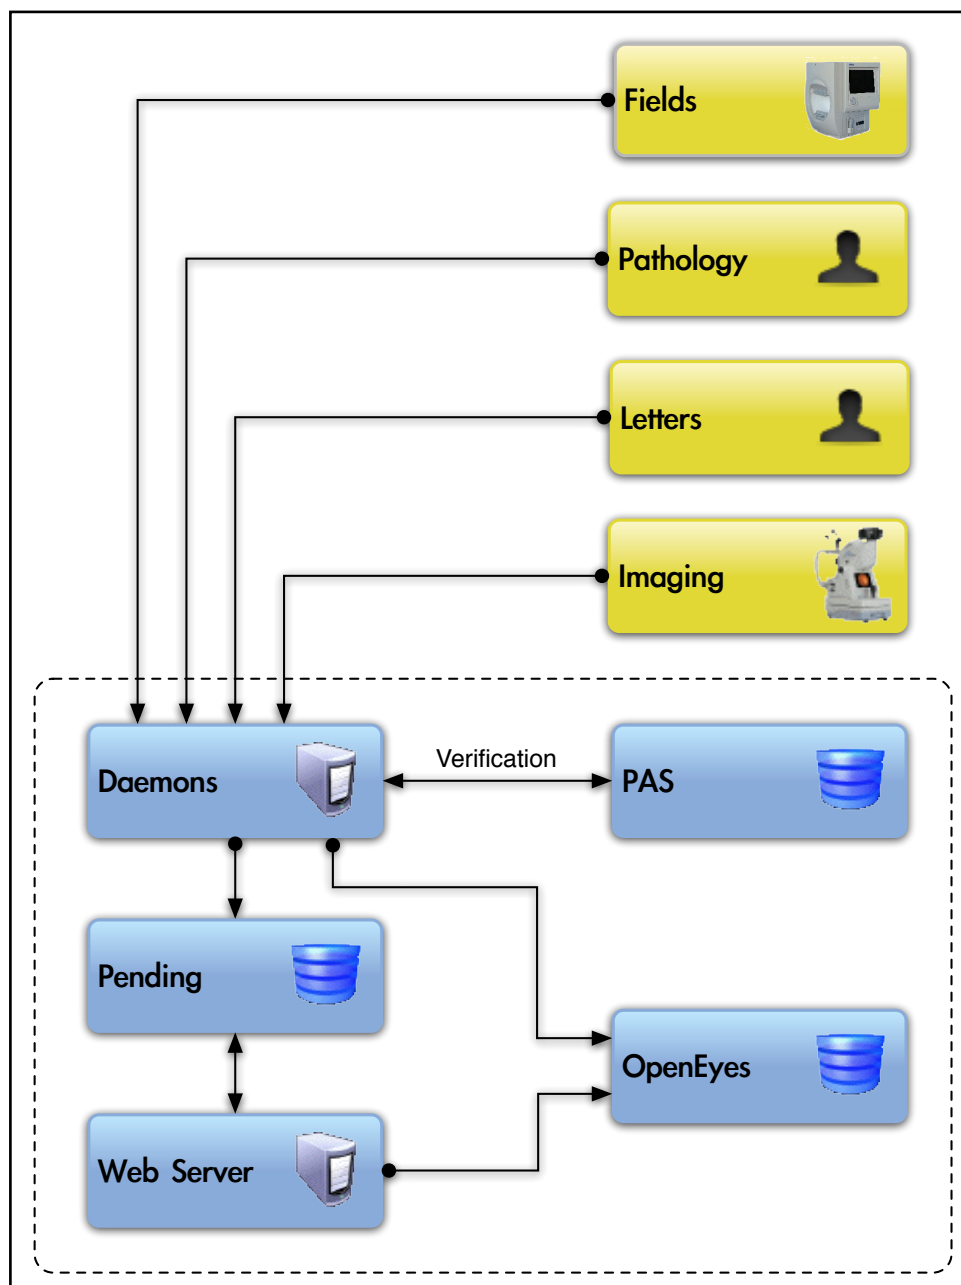 Fields
Pathology
Letters
Imaging
Daemons
Verification
PAS
Pending
OpenEyes
Web Server